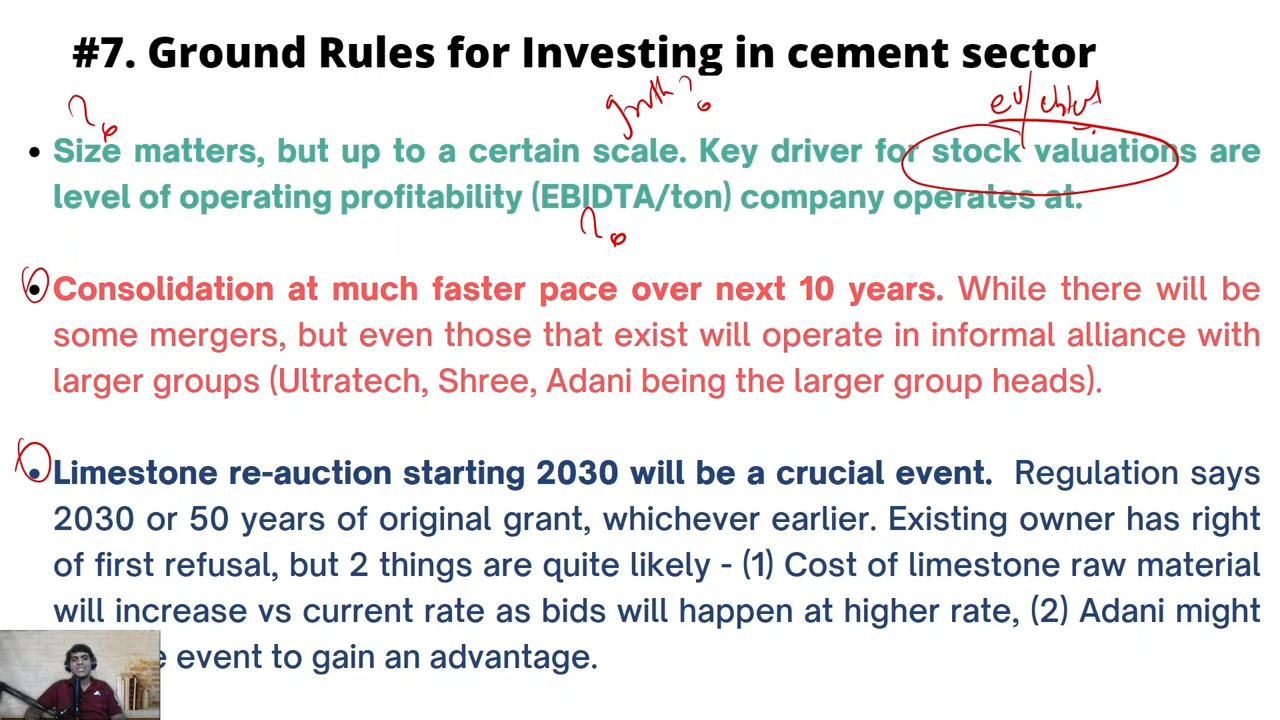 #7. Ground Rules for Investing in cement sector
growth?
ev/ebitda
• Size matters, but up to a certain scale. Key driver for stock valuations are
level of operating profitability (EBIDTA/ton) company operates at.
• Consolidation at much faster pace over next 10 years. While there will be
some mergers, but even those that exist will operate in informal alliance with
larger groups (Ultratech, Shree, Adani being the larger group heads).
• Limestone re-auction starting 2030 will be a crucial event. Regulation says
2030 or 50 years of original grant, whichever earlier. Existing owner has right
of first refusal, but 2 things are quite likely - (1) Cost of limestone raw material
will increase vs current rate as bids will happen at higher rate, (2) Adani might
event to gain an advantage.